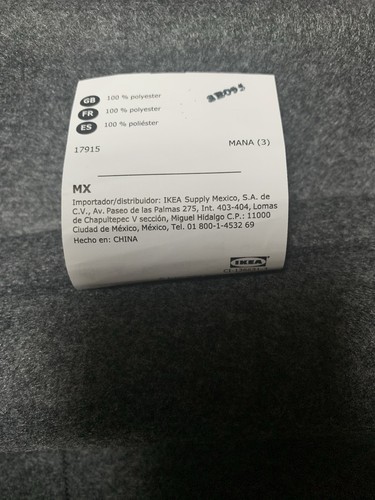 GB 100 % polyester
FR 100 % polyester
ES 100 % poliéster
17915 MANA (3)
MX
Importador/distribuidor: IKEA Supply Mexico, S.A. de
C.V., Av. Paseo de las Palmas 275, Int. 403-404, Lomas
de Chapultepec V sección, Miguel Hidalgo C.P.: 11000
Ciudad de México, México, Tel. 01 800-1-4532 69
Hecho en: CHINA
IKEA